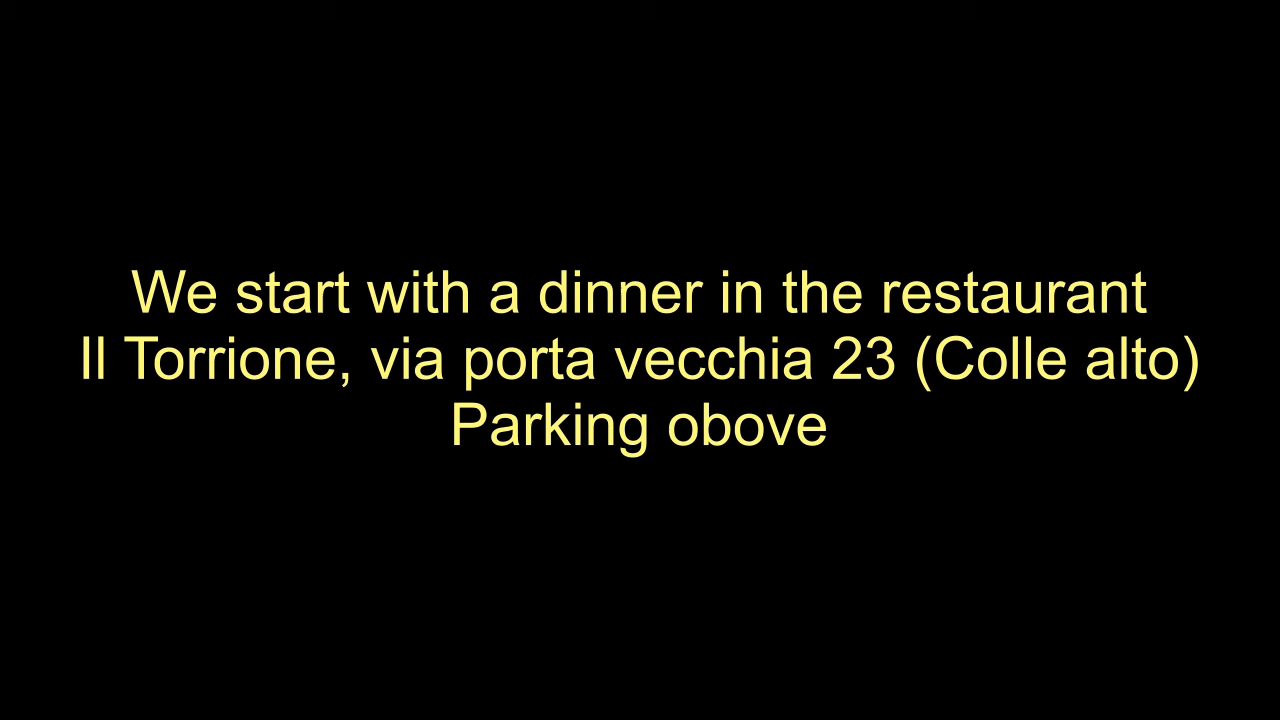 We start with a dinner in the restaurant
Il Torrione, via porta vecchia 23 (Colle alto)
Parking obove